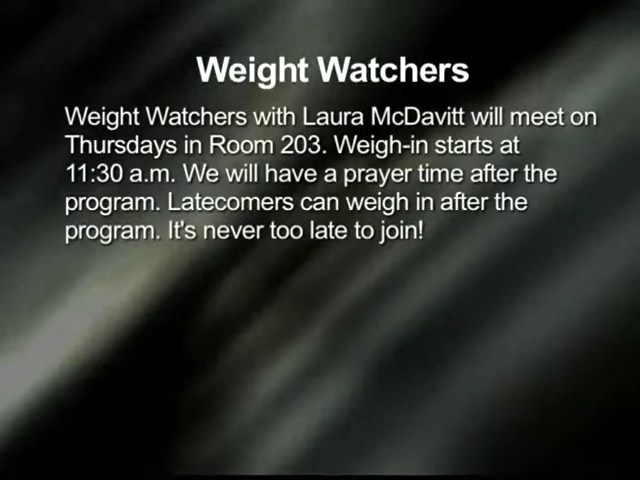 Weight Watchers
Weight Watchers with Laura McDavitt will meet on
Thursdays in Room 203. Weigh-in starts at
11:30 a.m. We will have a prayer time after the
program. Latecomers can weigh in after the
program. It's never too late to join!